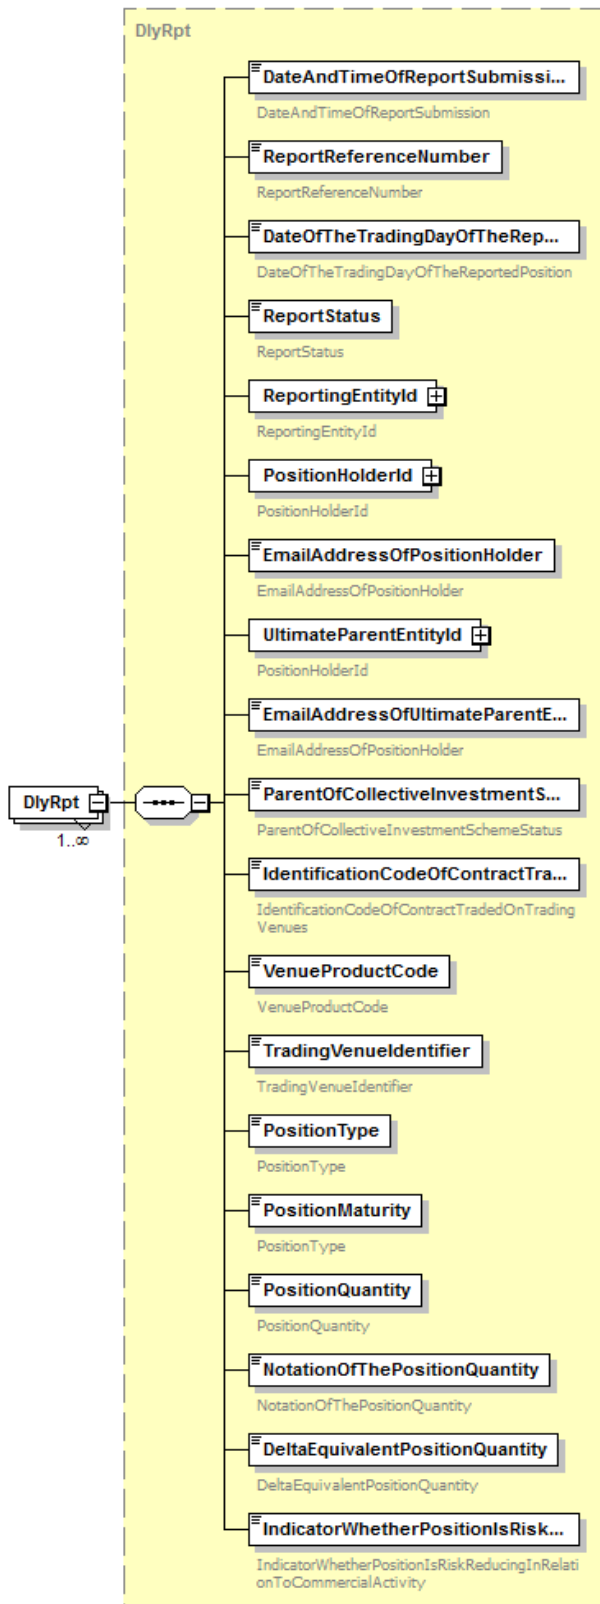 DlyRpt
DateAndTimeOfReportSubmissi...
DateAndTimeOfReportSubmission
ReportReferenceNumber
ReportReferenceNumber
DateOfTheTradingDayOfTheRep...
DateOfTheTradingDayOfTheReportedPosition
ReportStatus
ReportStatus
ReportingEntityId
ReportingEntityId
PositionHolderId
PositionHolderId
EmailAddressOfPositionHolder
EmailAddressOfPositionHolder
UltimateParentEntityId
PositionHolderId
EmailAddressOfUltimateParentE...
EmailAddressOfPositionHolder
DlyRpt
1..∞
ParentOfCollectiveInvestmentS...
ParentOfCollectiveInvestmentSchemeStatus
IdentificationCodeOfContractTra...
IdentificationCodeOfContractTradedOnTrading
Venues
VenueProductCode
VenueProductCode
TradingVenueIdentifier
TradingVenueIdentifier
PositionType
PositionType
PositionMaturity
PositionType
PositionQuantity
PositionQuantity
NotationOfThePositionQuantity
NotationOfThePositionQuantity
DeltaEquivalentPositionQuantity
DeltaEquivalentPositionQuantity
IndicatorWhetherPositionIsRisk...
IndicatorWhetherPositionIsRiskReducingInRelati
onToCommercialActivity